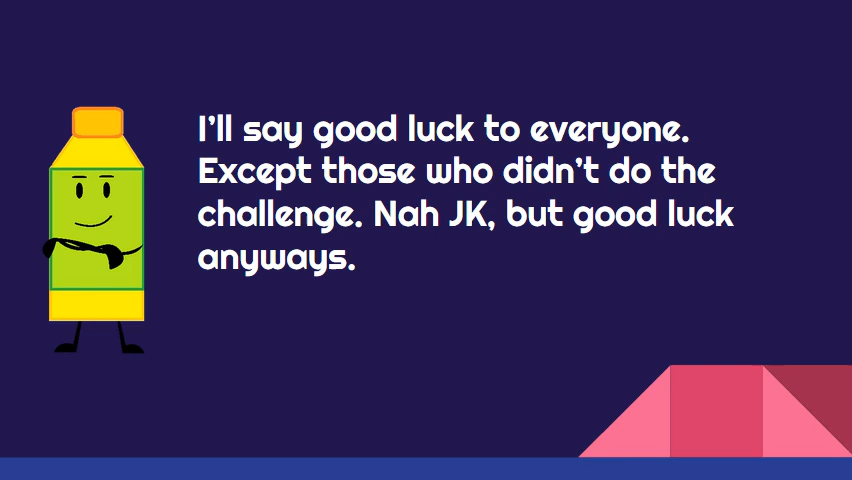 I'll say good luck to everyone.
Except those who didn't do the
challenge. Nah JK, but good luck
anyways.